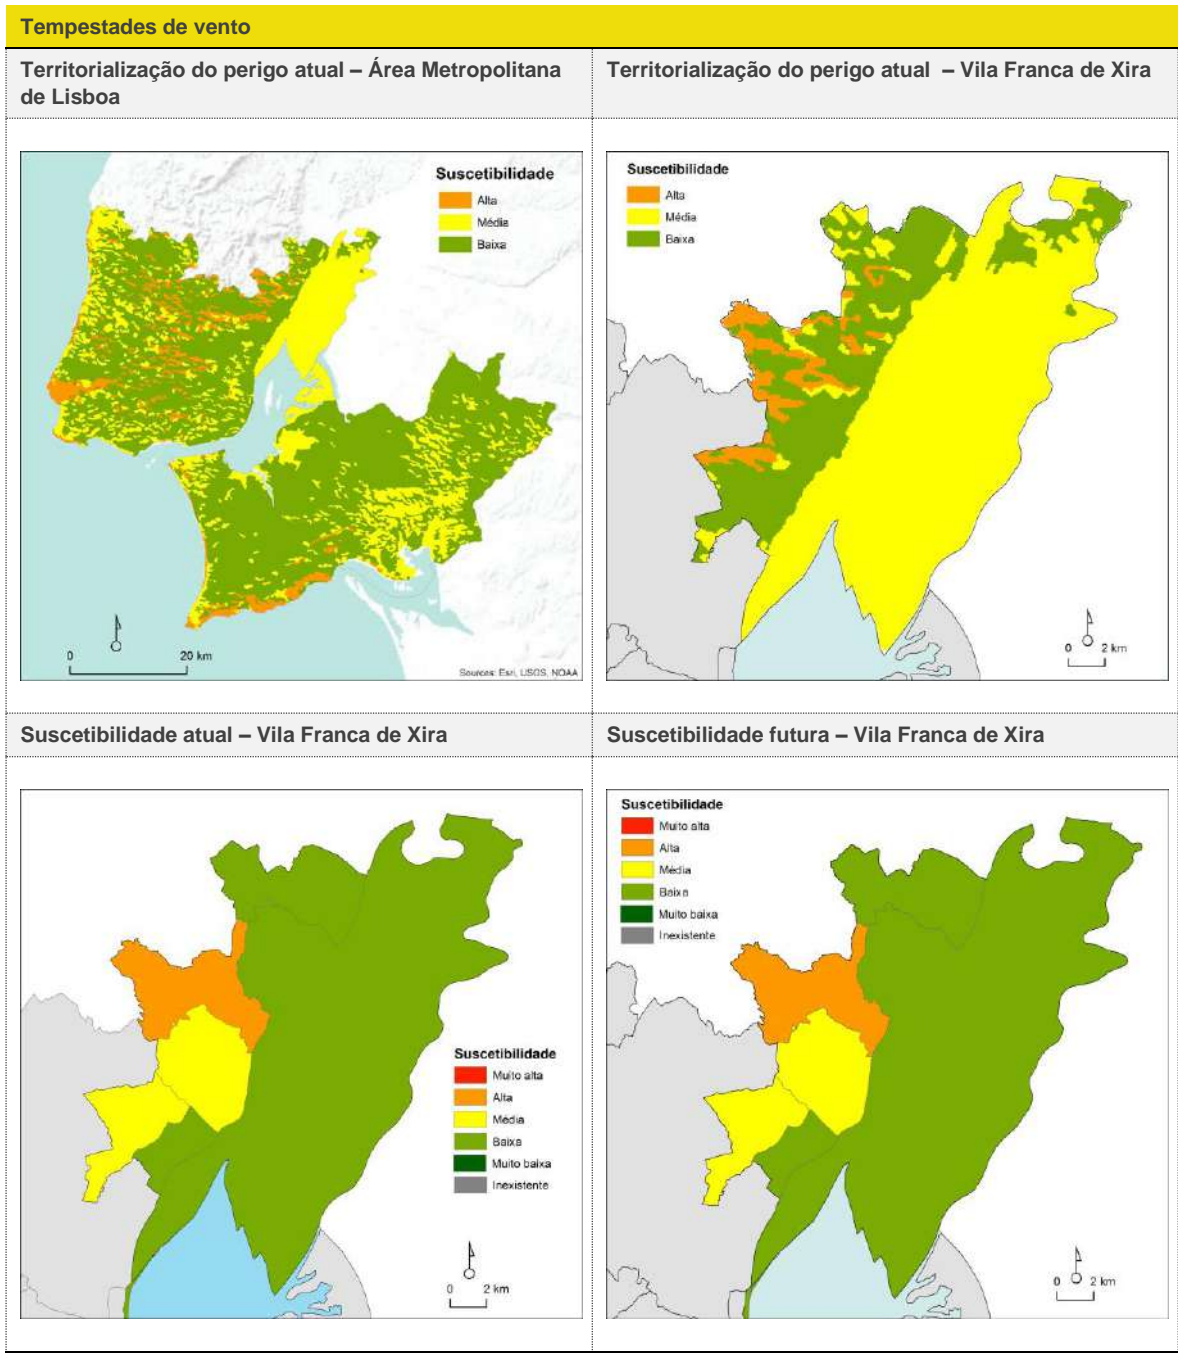 Tempestades de vento
Territorialização do perigo atual – Área Metropolitana
de Lisboa
Territorialização do perigo atual – Vila Franca de Xira
Suscetibilidade
Alta
Média
Baixa
0 20 km
Sources: Esri, USGS, NOAA
Suscetibilidade
Alta
Média
Baixa
0 2 km
Suscetibilidade atual – Vila Franca de Xira
Suscetibilidade futura – Vila Franca de Xira
Suscetibilidade
Muito alta
Alta
Média
Baixa
Muito baixa
Inexistente
0 2 km
Suscetibilidade
Muito alta
Alta
Média
Baixa
Muito baixa
Inexistente
0 2 km